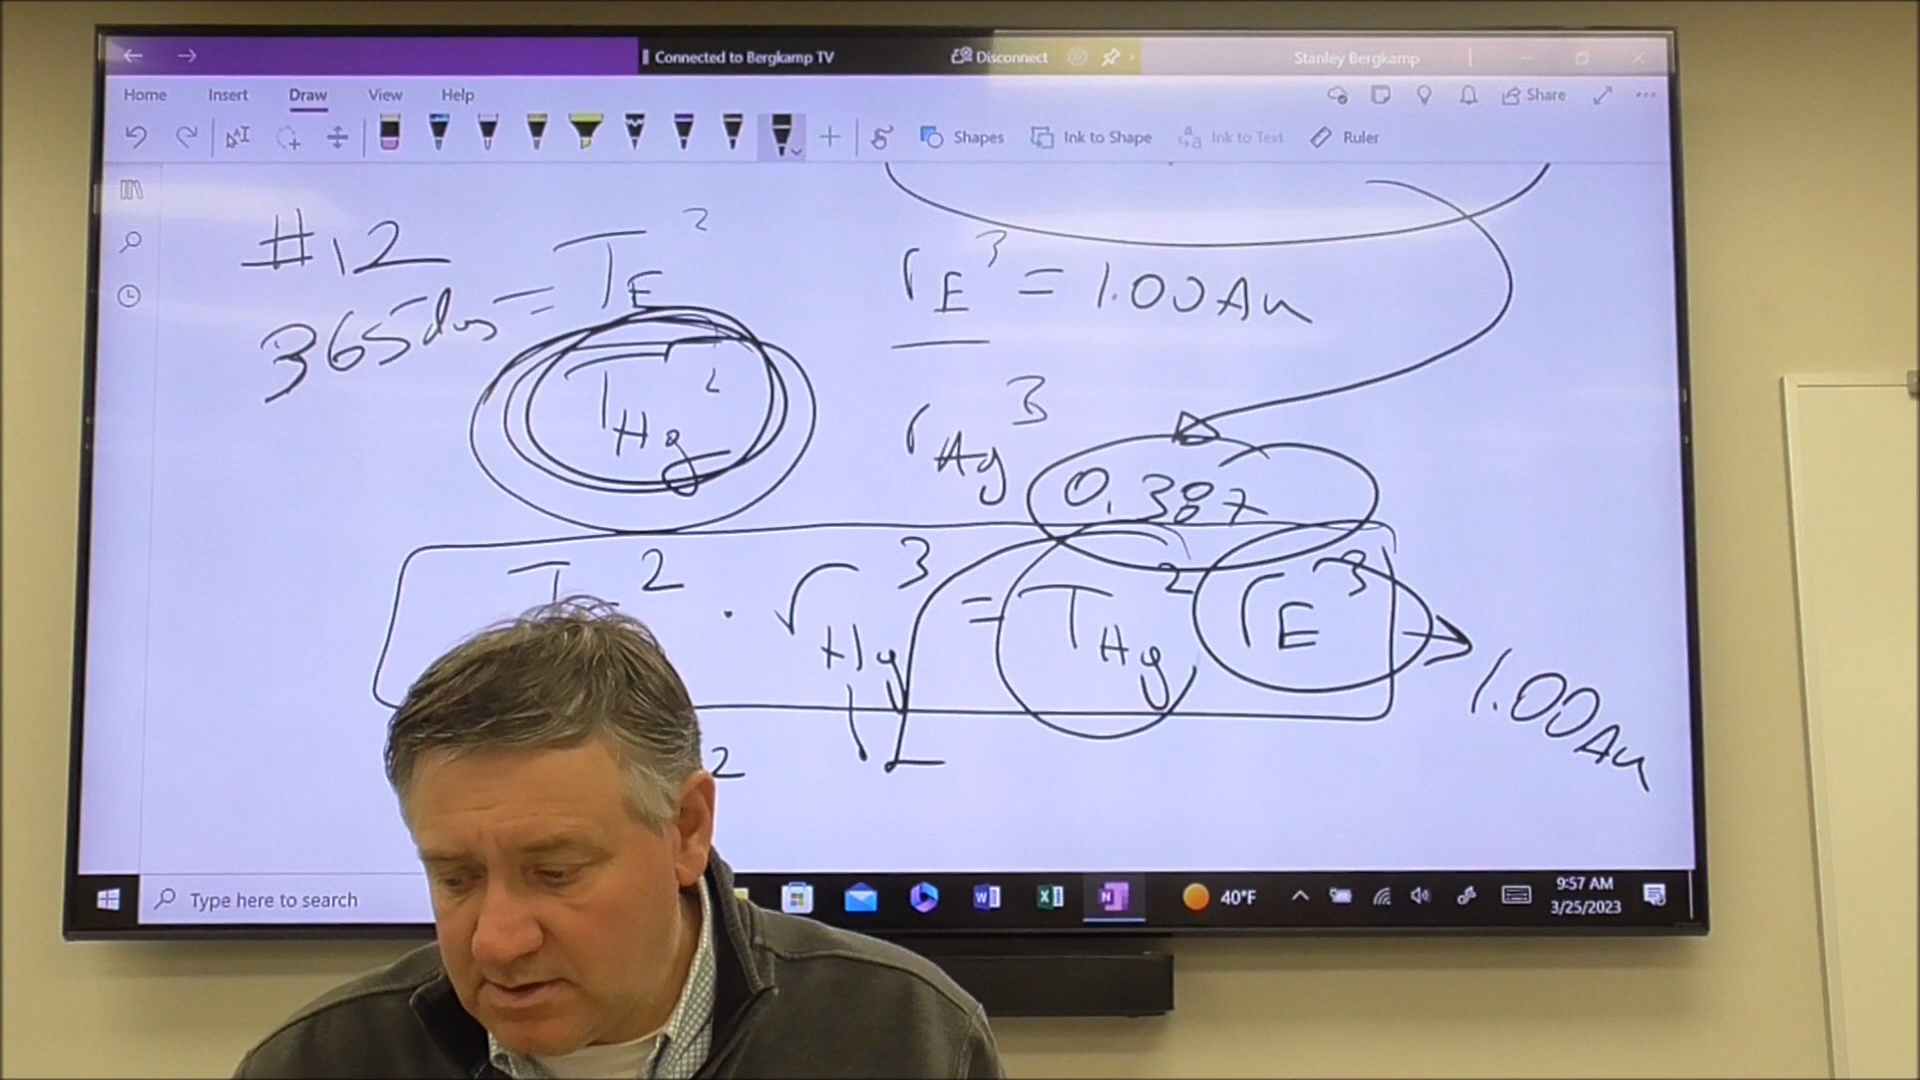 Connected to Bergkamp TV Disconnect Stanley Bergkamp
Home Insert Draw View Help Share
Shapes Ink to Shape Ink to Text Ruler
#12
365 days = T_E^2
r_E^3 = 1.00 Au
T_Hg^2
r_Hg^3
0.387
T^2 · r_Hg^3 = T_Hg^2 r_E^3
1.00 Au
2
Type here to search 40°F 9:57 AM
3/25/2023